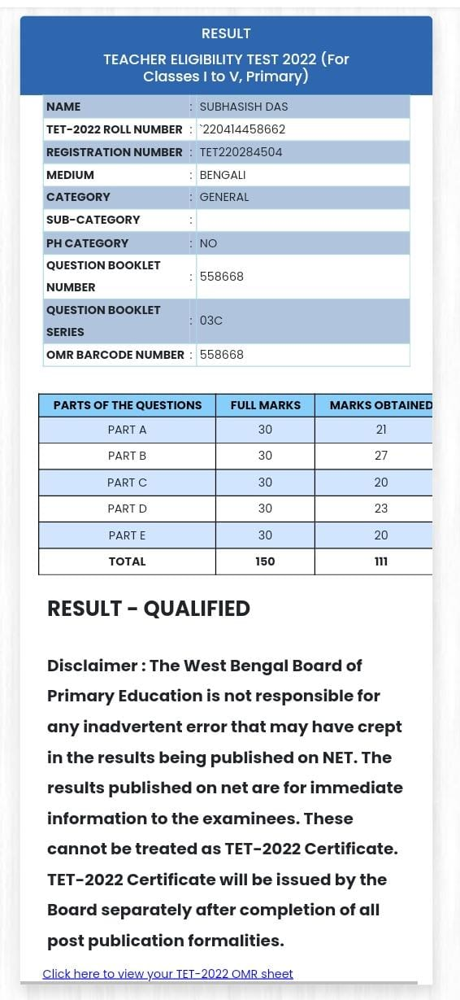 RESULT
TEACHER ELIGIBILITY TEST 2022 (For
Classes I to V, Primary)
NAME : SUBHASISH DAS
TET-2022 ROLL NUMBER : `220414458662
REGISTRATION NUMBER : TET220284504
MEDIUM : BENGALI
CATEGORY : GENERAL
SUB-CATEGORY :
PH CATEGORY : NO
QUESTION BOOKLET
NUMBER : 558668
QUESTION BOOKLET
SERIES : 03C
OMR BARCODE NUMBER : 558668
PARTS OF THE QUESTIONS FULL MARKS MARKS OBTAINED
PART A 30 21
PART B 30 27
PART C 30 20
PART D 30 23
PART E 30 20
TOTAL 150 111
RESULT - QUALIFIED
Disclaimer : The West Bengal Board of
Primary Education is not responsible for
any inadvertent error that may have crept
in the results being published on NET. The
results published on net are for immediate
information to the examinees. These
cannot be treated as TET-2022 Certificate.
TET-2022 Certificate will be issued by the
Board separately after completion of all
post publication formalities.
Click here to view your TET-2022 OMR sheet